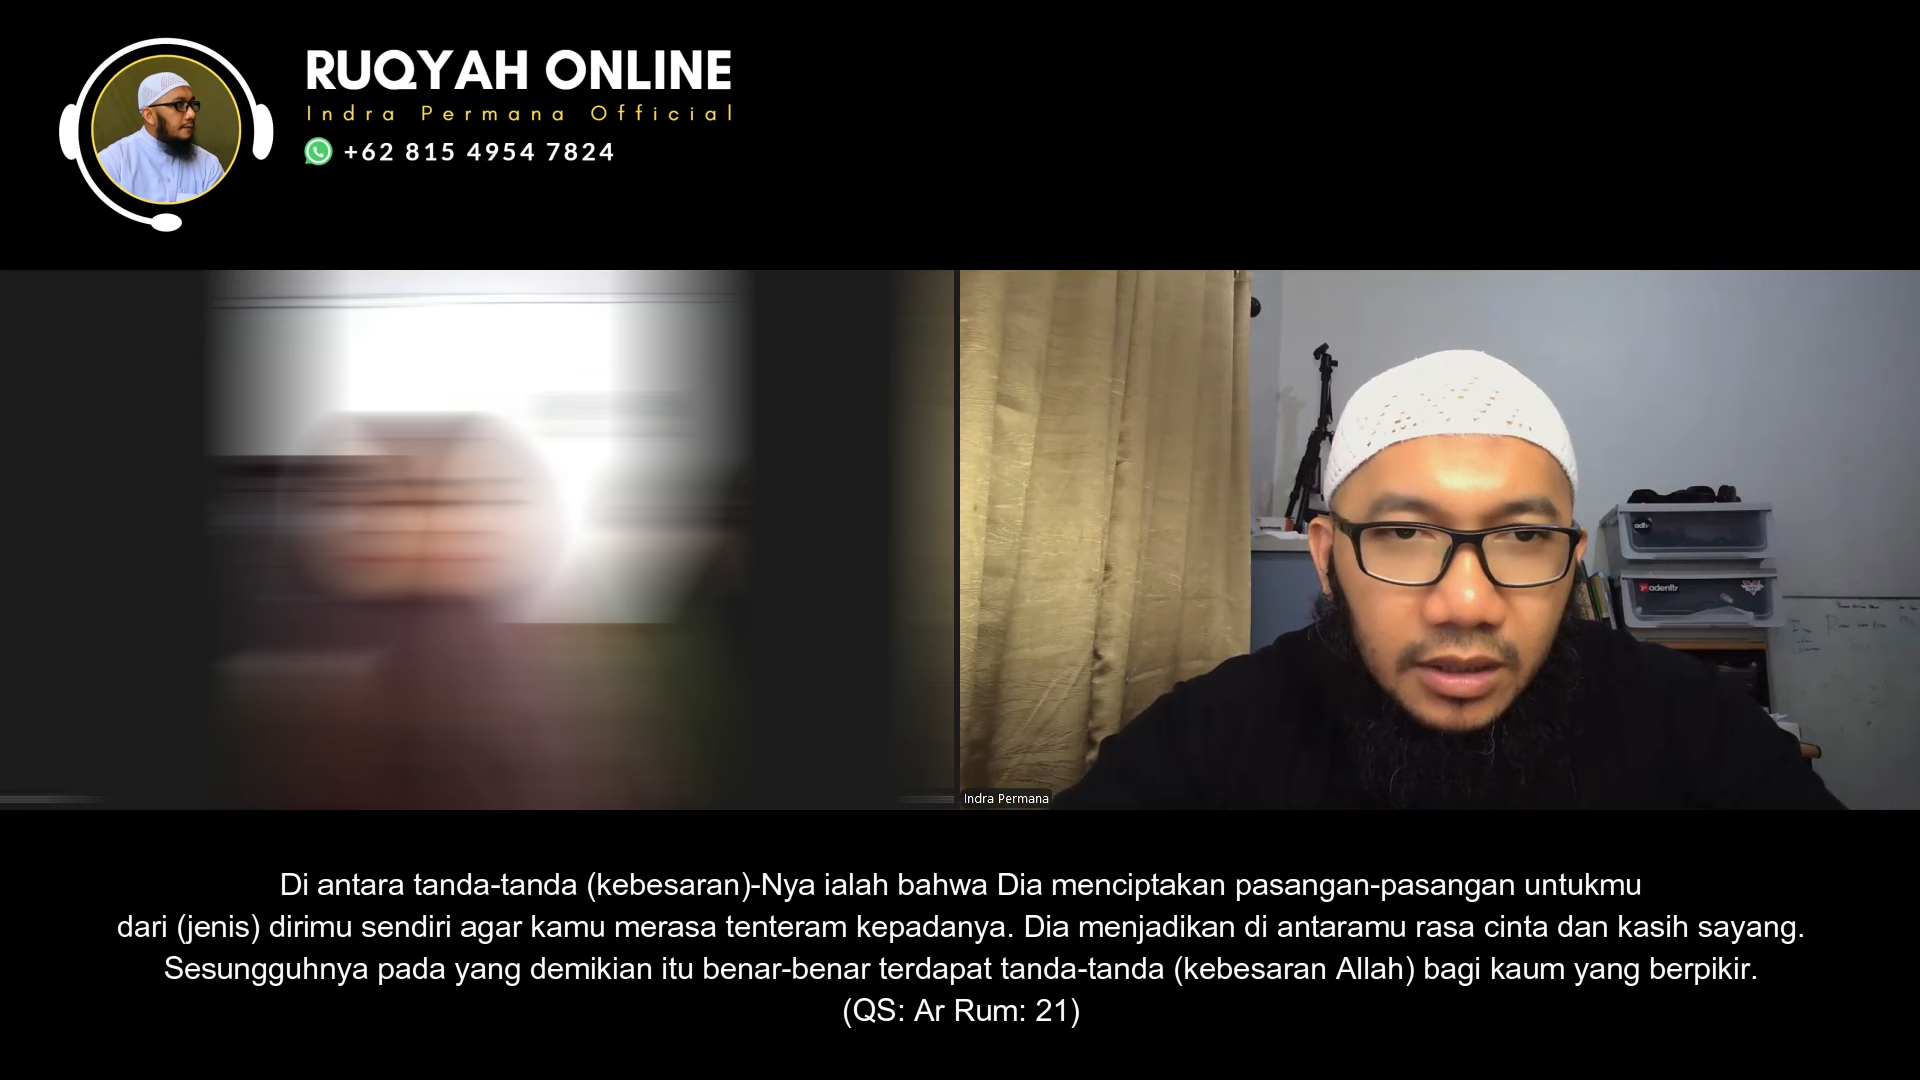 RUQYAH ONLINE
Indra Permana Official
+62 815 4954 7824
adh
adenfir
Indra Permana
Di antara tanda-tanda (kebesaran)-Nya ialah bahwa Dia menciptakan pasangan-pasangan untukmu
dari (jenis) dirimu sendiri agar kamu merasa tenteram kepadanya. Dia menjadikan di antaramu rasa cinta dan kasih sayang.
Sesungguhnya pada yang demikian itu benar-benar terdapat tanda-tanda (kebesaran Allah) bagi kaum yang berpikir.
(QS: Ar Rum: 21)